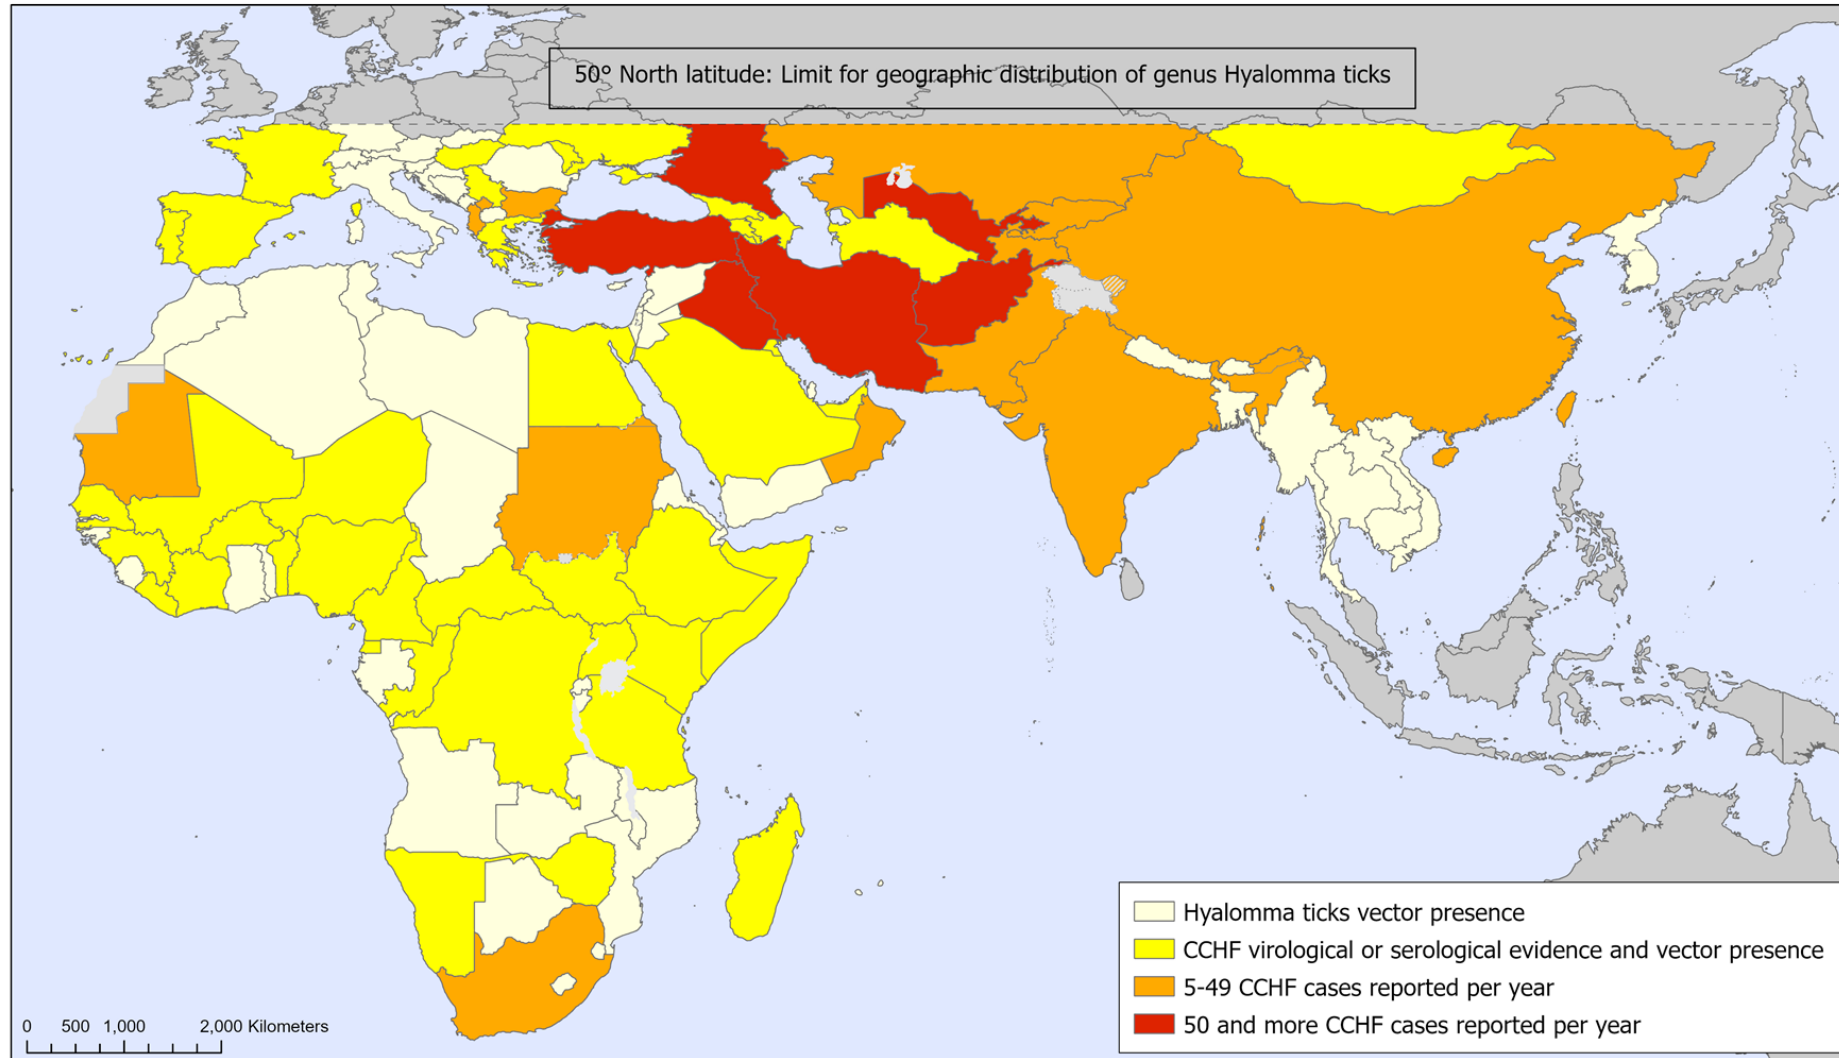 50° North latitude: Limit for geographic distribution of genus Hyalomma ticks
Hyalomma ticks vector presence
CCHF virological or serological evidence and vector presence
5-49 CCHF cases reported per year
50 and more CCHF cases reported per year
0 500 1,000 2,000 Kilometers